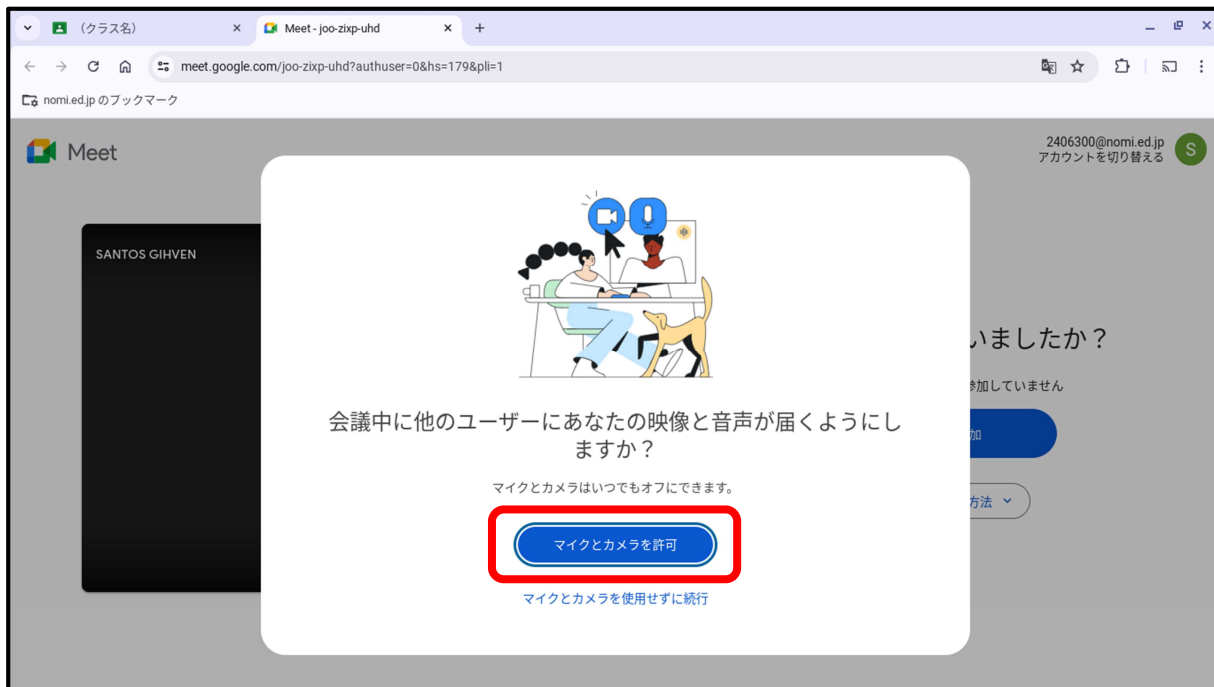 (クラス名)
Meet - joo-zixp-uhd
meet.google.com/joo-zixp-uhd?authuser=0&hs=179&pli=1
nomi.ed.jp のブックマーク
Meet
2406300@nomi.ed.jp
アカウントを切り替える
S
SANTOS GIHVEN
いましたか？
参加していません
加
方法
会議中に他のユーザーにあなたの映像と音声が届くようにし
ますか？
マイクとカメラはいつでもオフにできます。
マイクとカメラを許可
マイクとカメラを使用せずに続行